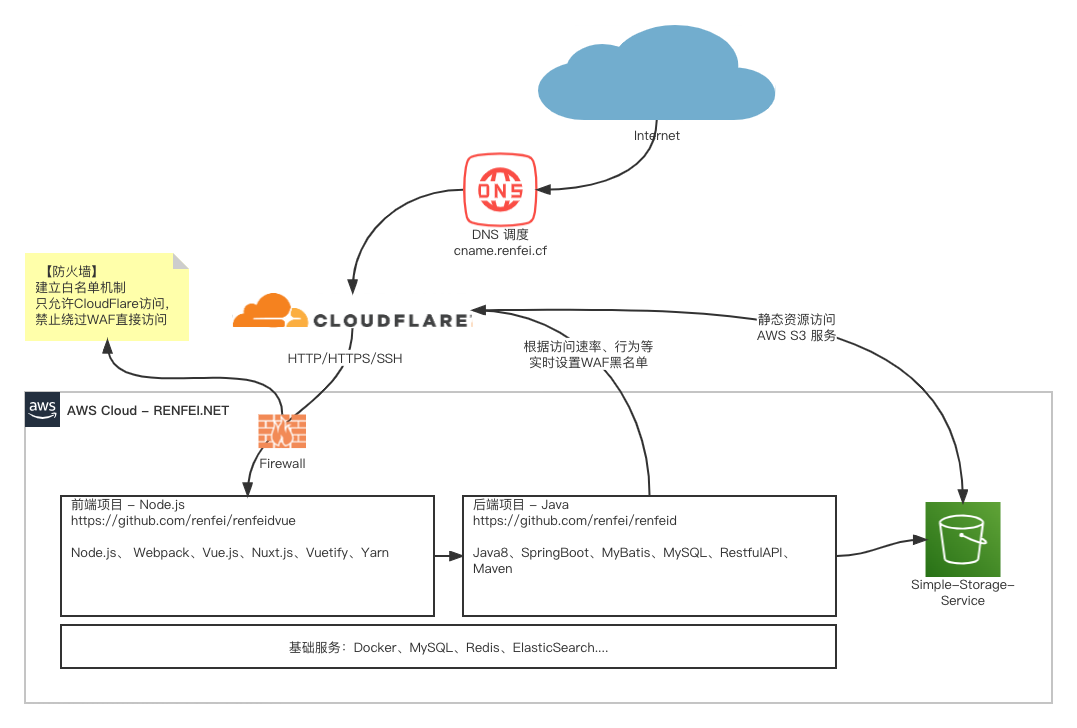 Internet
DNS
DNS 调度
cname.renfei.cf
【防火墙】
建立白名单机制
只允许CloudFlare访问，
禁止绕过WAF直接访问
CLOUDFLARE
HTTP/HTTPS/SSH
根据访问速率、行为等
实时设置WAF黑名单
静态资源访问
AWS S3 服务
aws
AWS Cloud - RENFEI.NET
Firewall
前端项目 - Node.js
https://github.com/renfei/renfeidvue
Node.js、 Webpack、Vue.js、Nuxt.js、Vuetify、Yarn
后端项目 - Java
https://github.com/renfei/renfeid
Java8、SpringBoot、MyBatis、MySQL、RestfulAPI、
Maven
Simple-Storage-
Service
基础服务：Docker、MySQL、Redis、ElasticSearch....